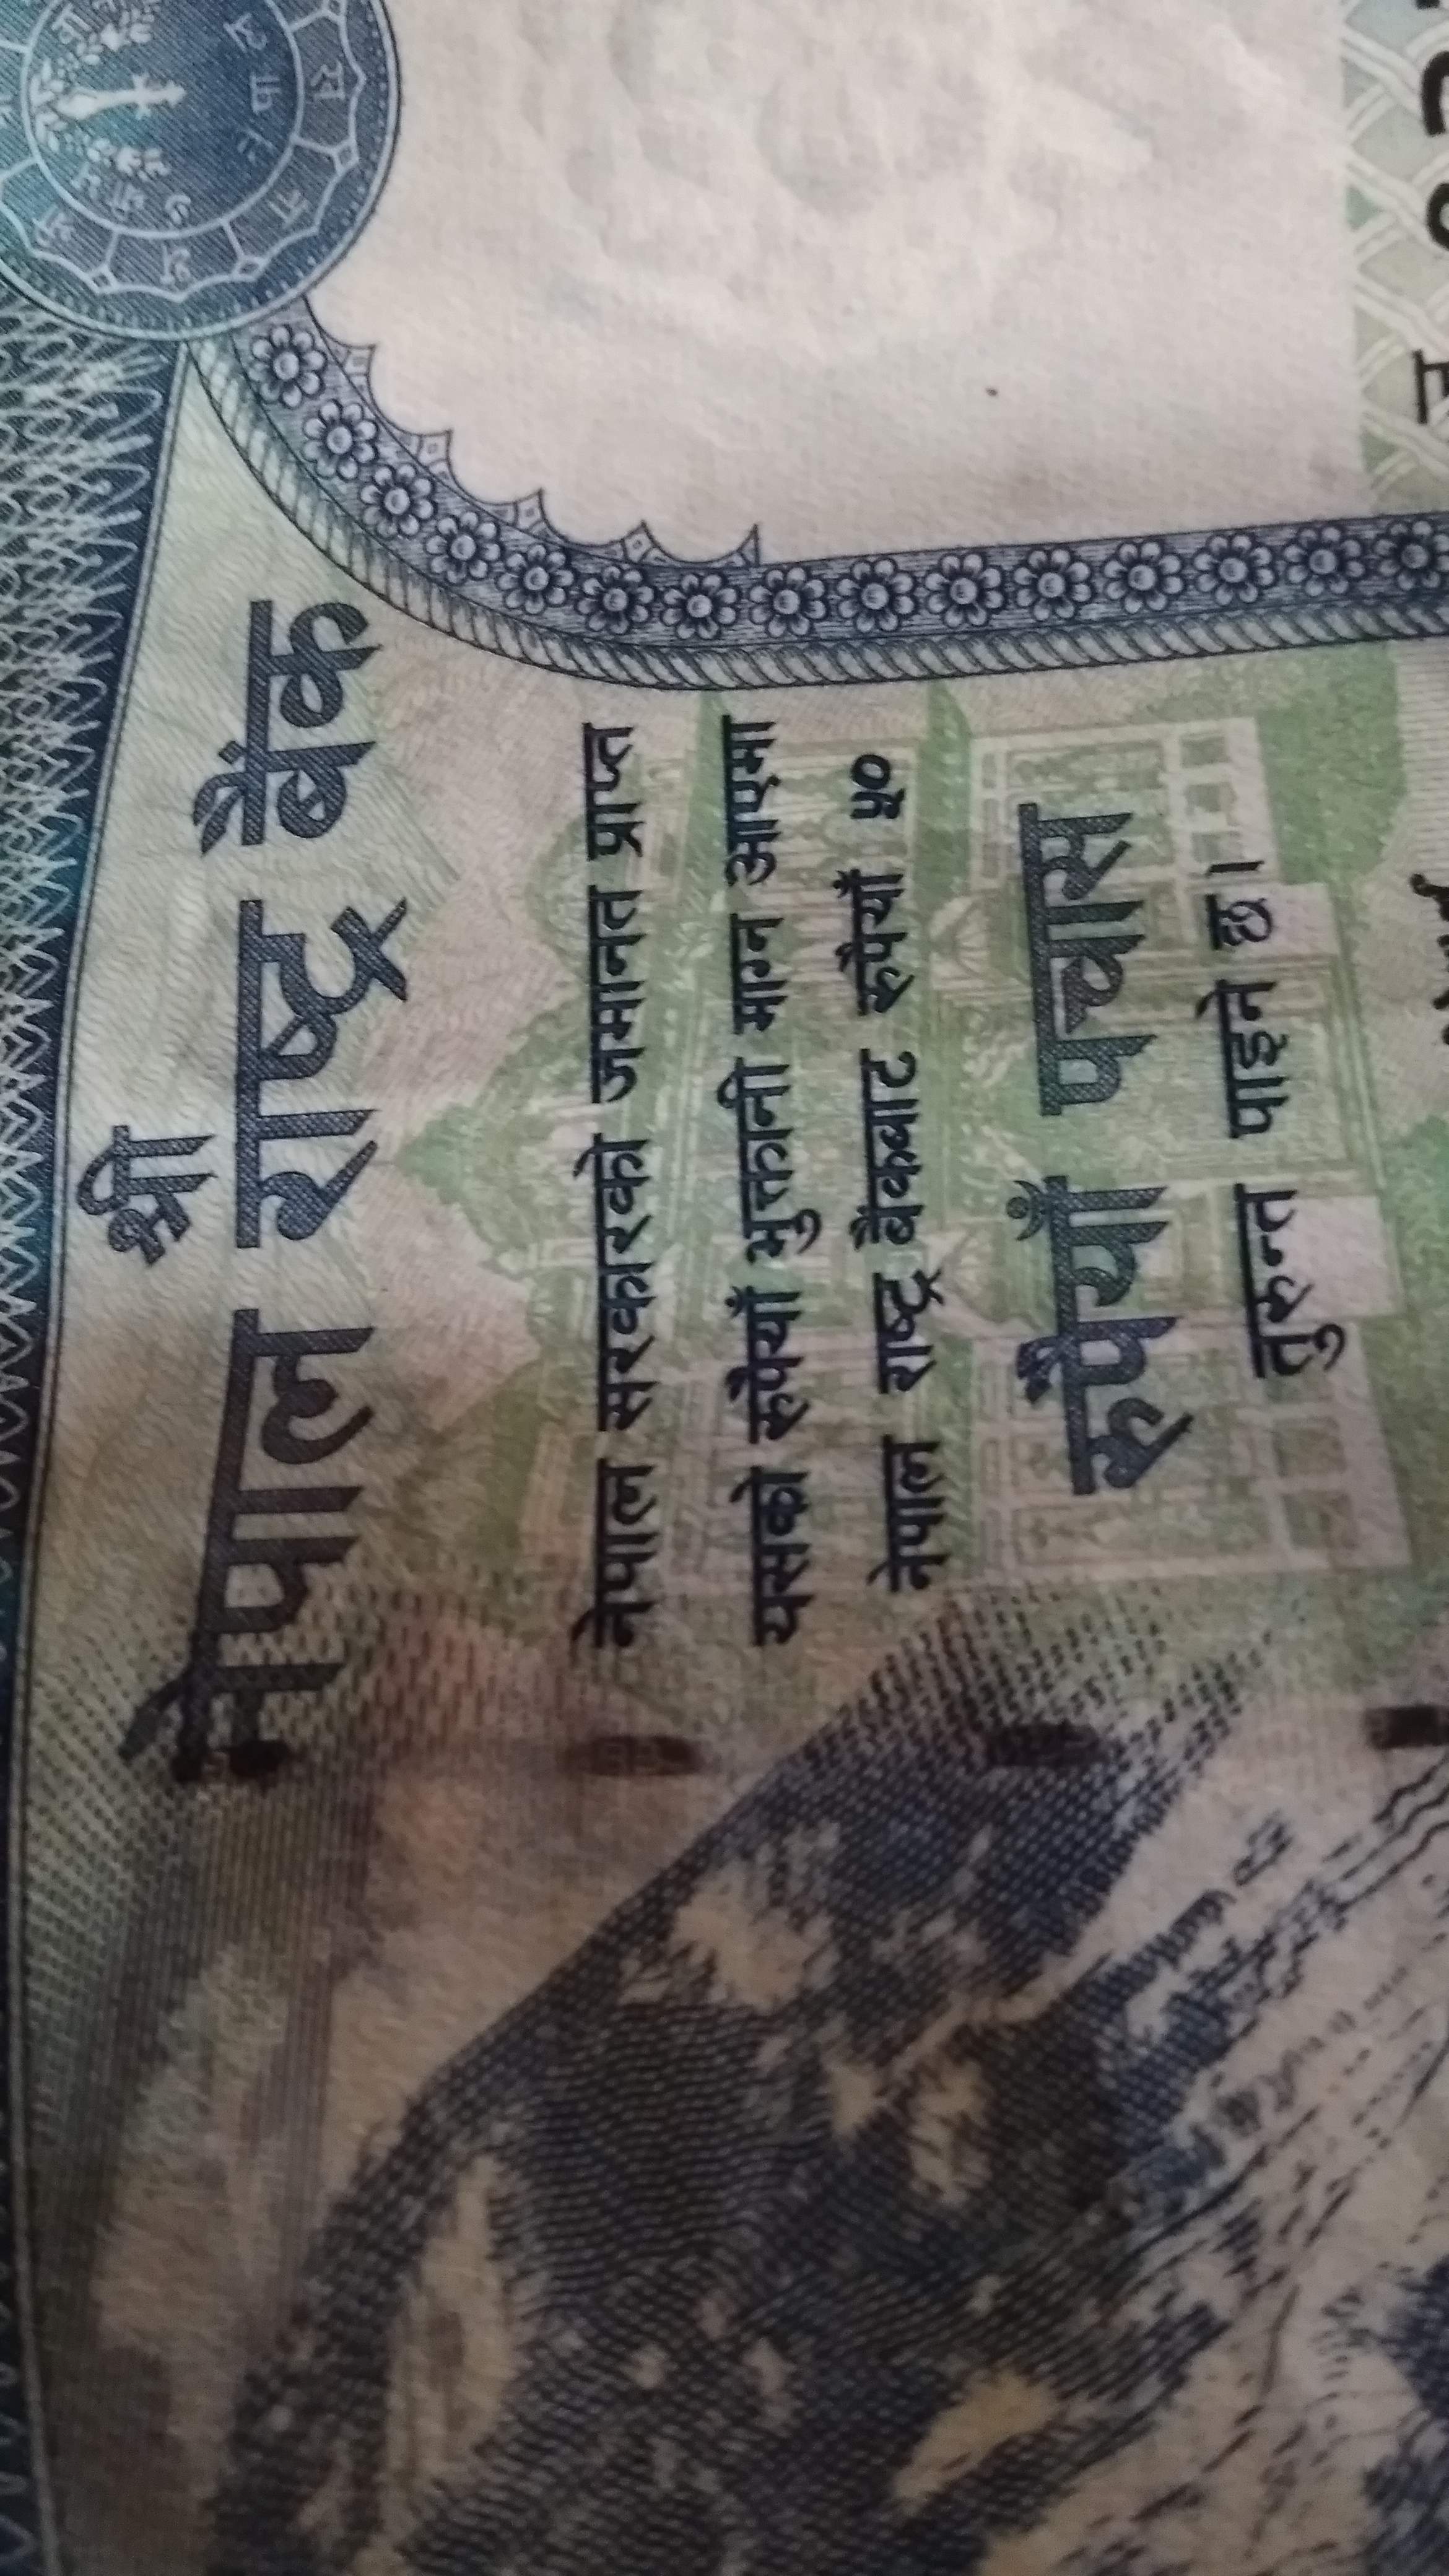 श्री
नेपाल राष्ट्र बैंक
नेपाल सरकारको जमानत प्राप्त
यसको रुपैयाँ भुक्तानी माग्न आएमा
नेपाल राष्ट्र बैंकबाट रुपैयाँ ५०
रुपैयाँ पचास
तुरुन्त पाइने छ।